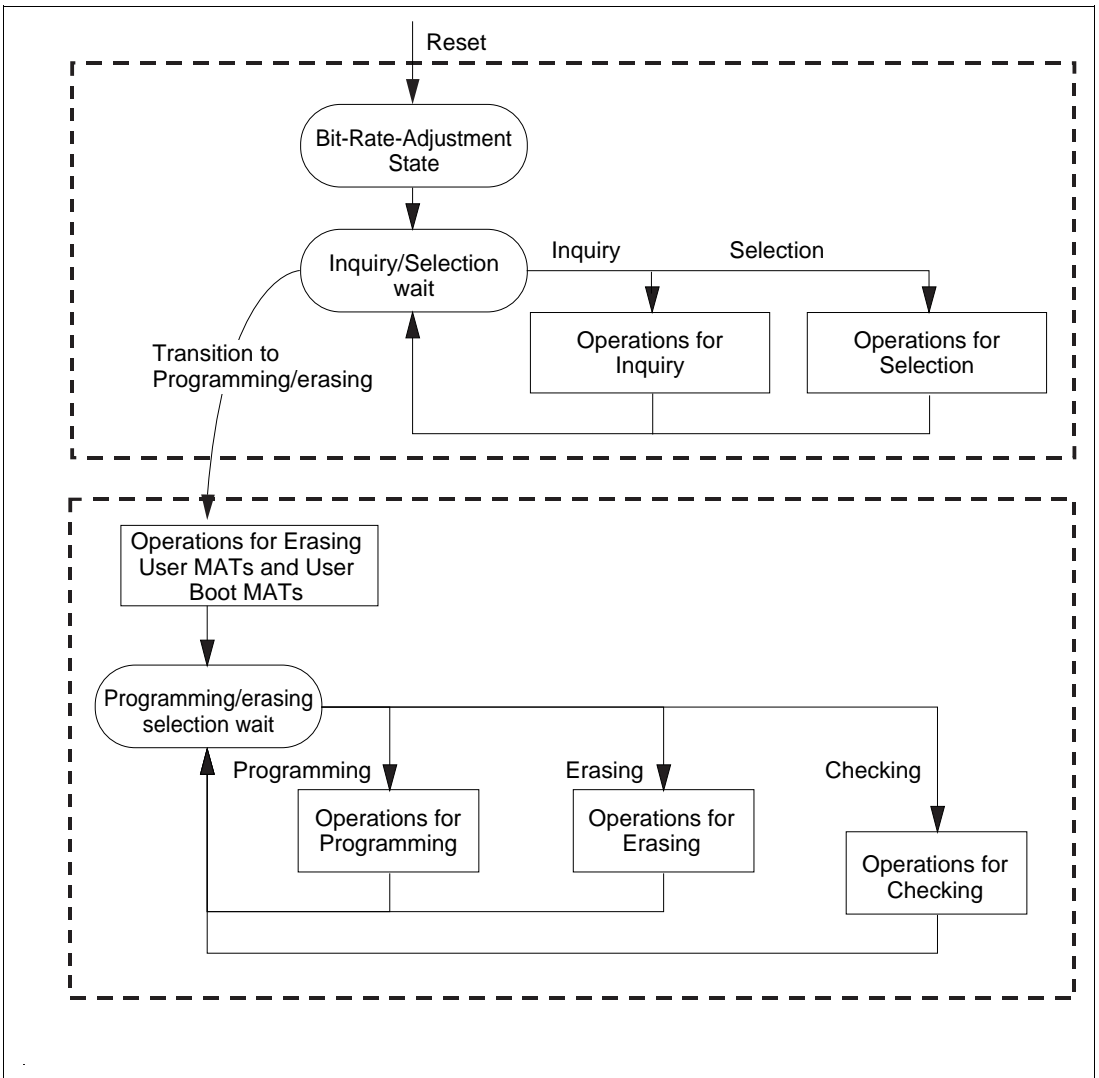 Reset
Bit-Rate-Adjustment
State
Inquiry/Selection
wait
Inquiry
Selection
Operations for
Inquiry
Operations for
Selection
Transition to
Programming/erasing
Operations for Erasing
User MATs and User
Boot MATs
Programming/erasing
selection wait
Programming
Erasing
Checking
Operations for
Programming
Operations for
Erasing
Operations for
Checking